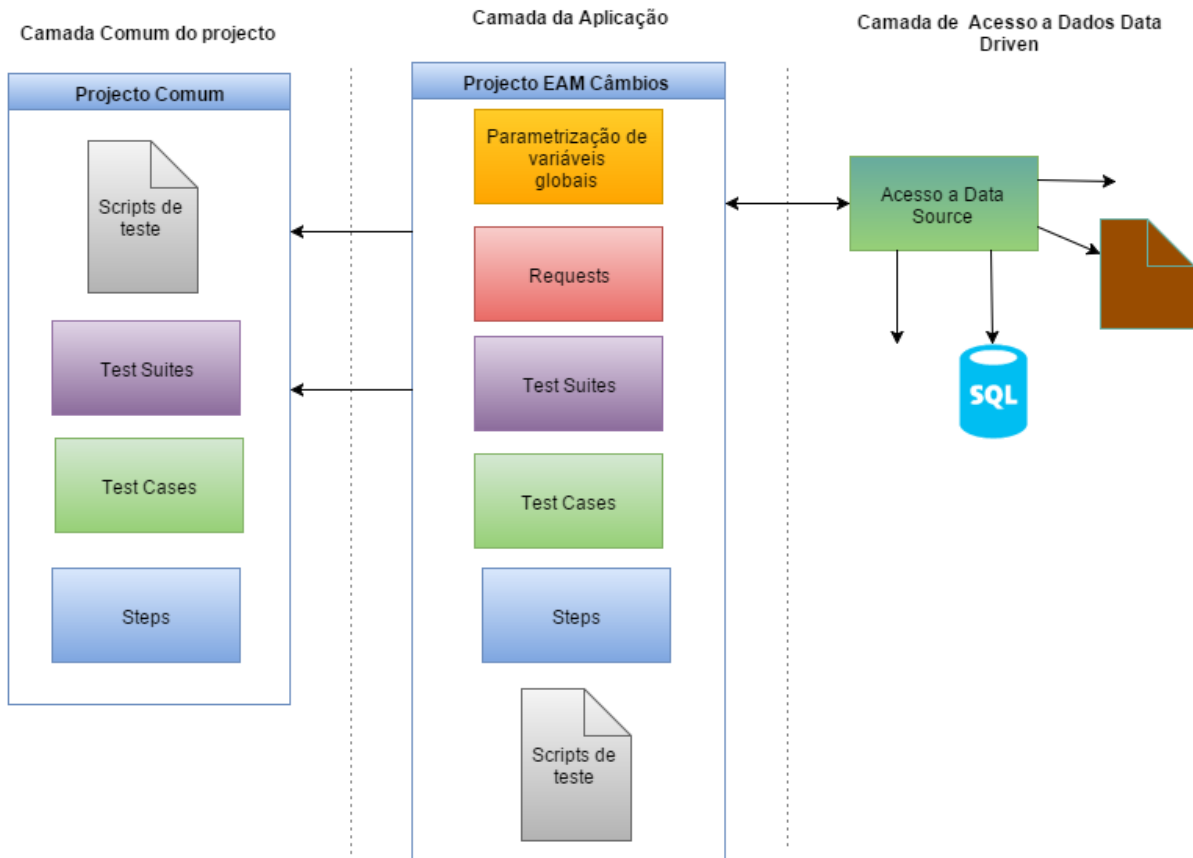 Camada Comum do projecto
Projecto Comum
Scripts de
teste
Test Suites
Test Cases
Steps
Camada da Aplicação
Projecto EAM Câmbios
Parametrização de
variáveis
globais
Requests
Test Suites
Test Cases
Steps
Scripts de
teste
Camada de Acesso a Dados Data
Driven
Acesso a Data
Source
SQL